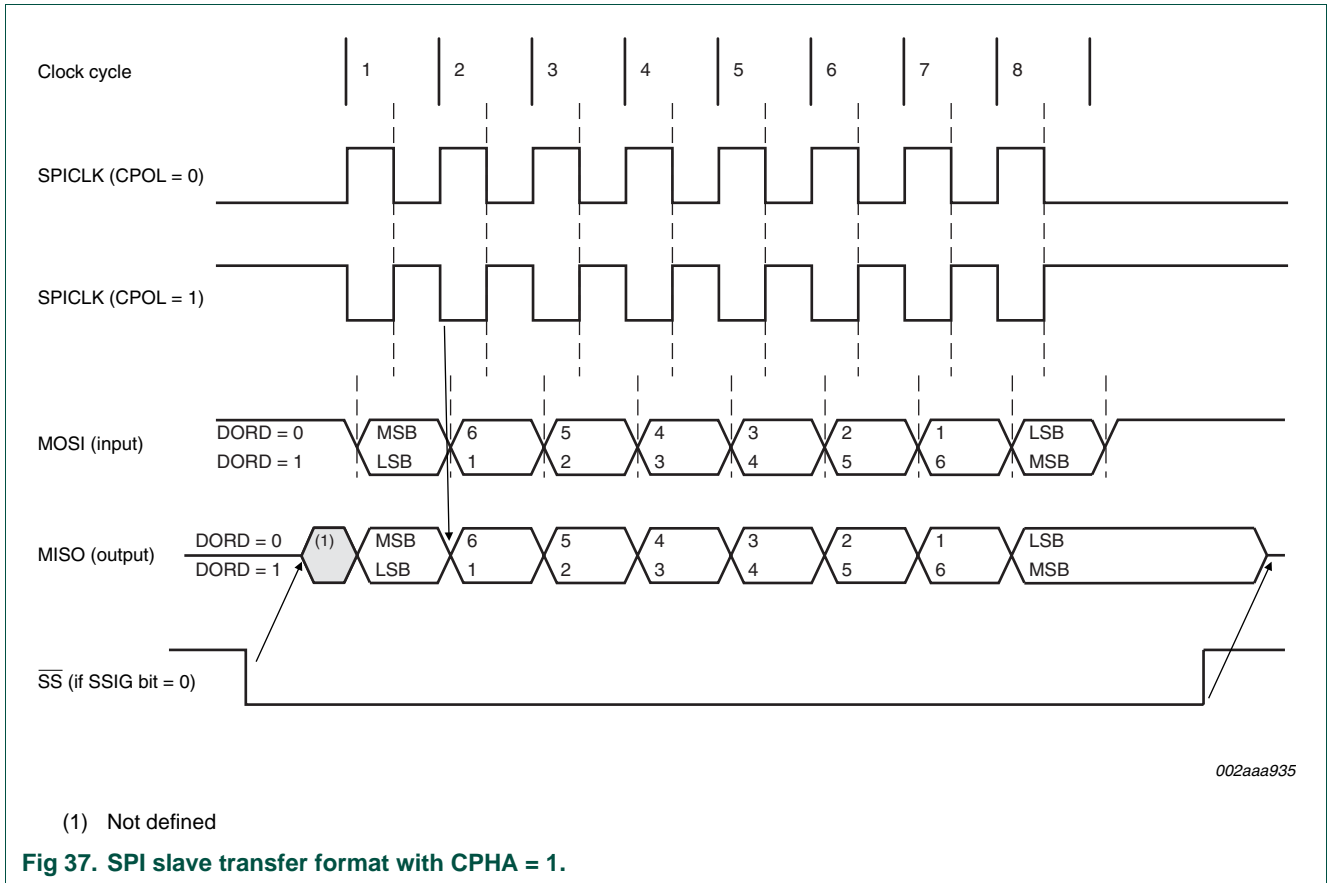 Clock cycle 1 2 3 4 5 6 7 8
SPICLK (CPOL = 0)
SPICLK (CPOL = 1)
MOSI (input) DORD = 0 MSB 6 5 4 3 2 1 LSB
DORD = 1 LSB 1 2 3 4 5 6 MSB
MISO (output) DORD = 0 (1) MSB 6 5 4 3 2 1 LSB
DORD = 1 LSB 1 2 3 4 5 6 MSB
SS (if SSIG bit = 0)
002aaa935
(1) Not defined
Fig 37. SPI slave transfer format with CPHA = 1.